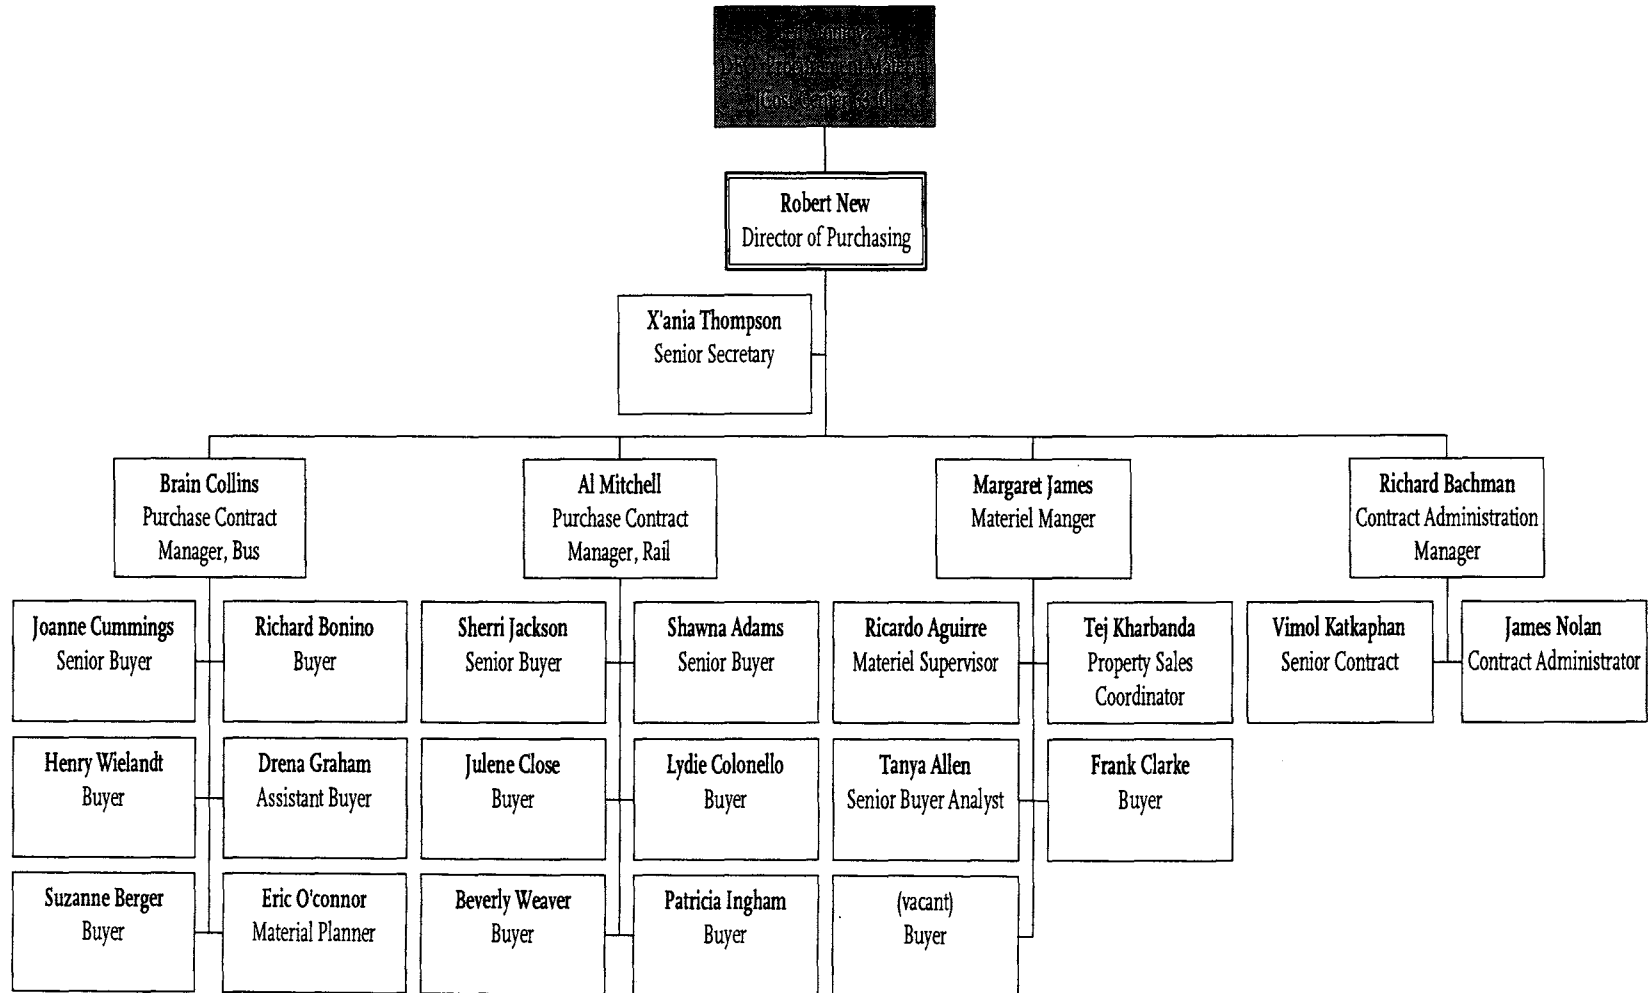 Robert New
Director of Purchasing
X'ania Thompson
Senior Secretary
Brain Collins
Purchase Contract
Manager, Bus
Al Mitchell
Purchase Contract
Manager, Rail
Margaret James
Materiel Manger
Richard Bachman
Contract Administration
Manager
Joanne Cummings
Senior Buyer
Richard Bonino
Buyer
Sherri Jackson
Senior Buyer
Shawna Adams
Senior Buyer
Ricardo Aguirre
Materiel Supervisor
Tej Kharbanda
Property Sales
Coordinator
Vimol Katkaphan
Senior Contract
James Nolan
Contract Administrator
Henry Wielandt
Buyer
Drena Graham
Assistant Buyer
Julene Close
Buyer
Lydie Colonello
Buyer
Tanya Allen
Senior Buyer Analyst
Frank Clarke
Buyer
Suzanne Berger
Buyer
Eric O'connor
Material Planner
Beverly Weaver
Buyer
Patricia Ingham
Buyer
(vacant)
Buyer